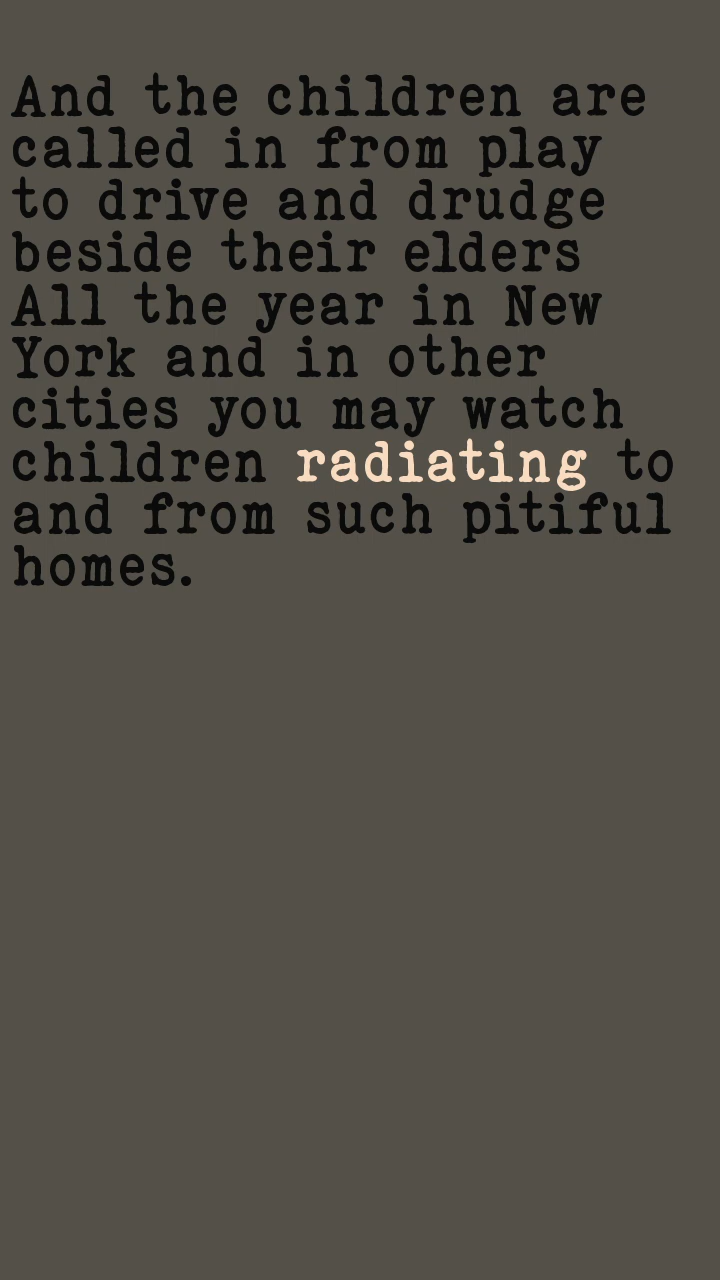 And the children are
called in from play
to drive and drudge
beside their elders
All the year in New
York and in other
cities you may watch
children radiating to
and from such pitiful
homes.